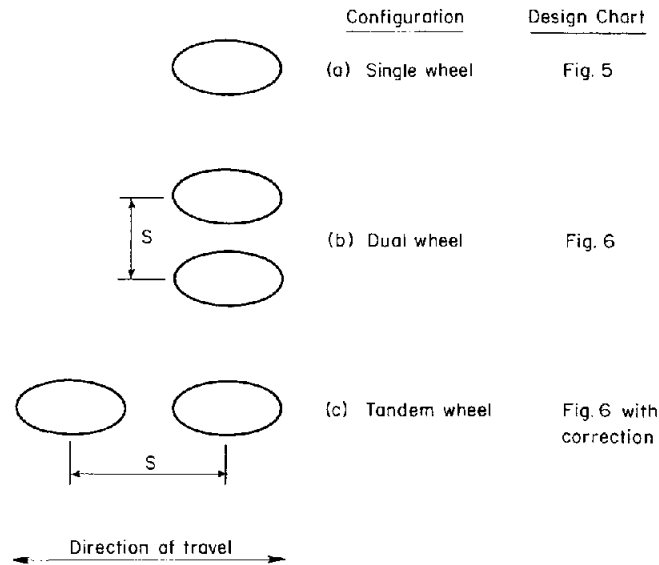 Configuration Design Chart
(a) Single wheel Fig. 5
S
(b) Dual wheel Fig. 6
(c) Tandem wheel Fig. 6 with
correction
S
Direction of travel